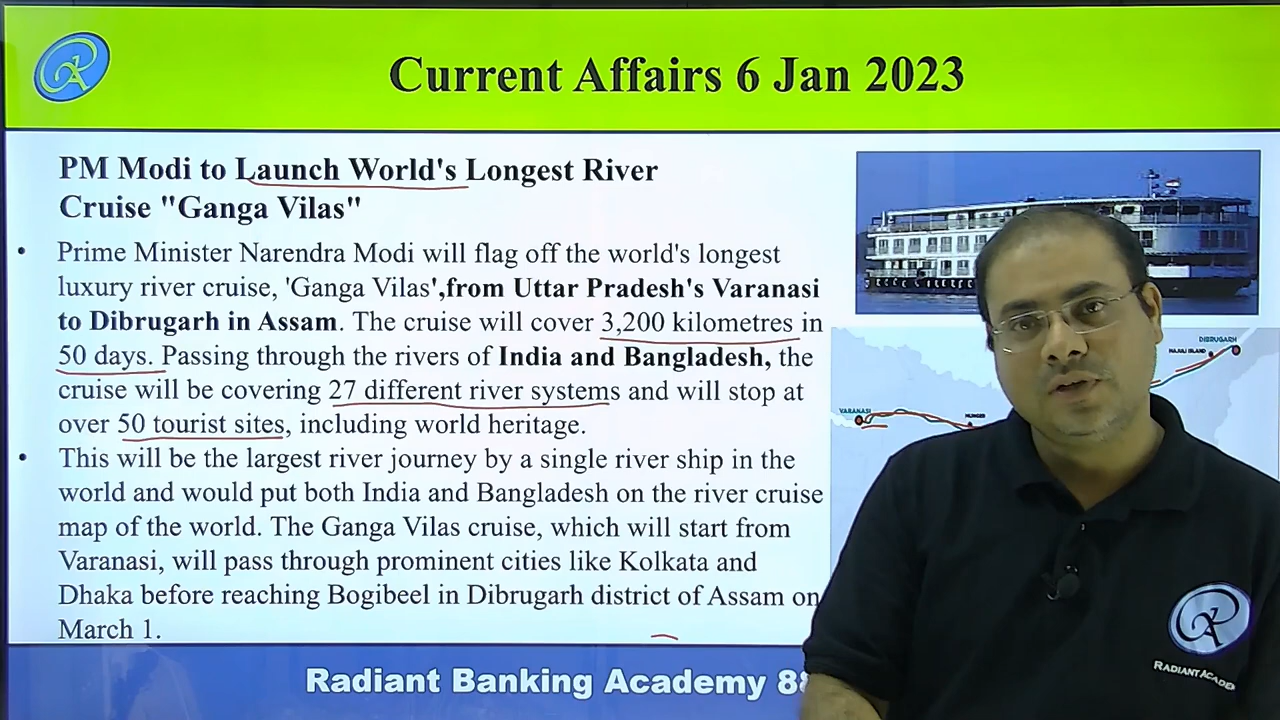 Current Affairs 6 Jan 2023
PM Modi to Launch World's Longest River
Cruise "Ganga Vilas"
• Prime Minister Narendra Modi will flag off the world's longest
luxury river cruise, 'Ganga Vilas',from Uttar Pradesh's Varanasi
to Dibrugarh in Assam. The cruise will cover 3,200 kilometres in
50 days. Passing through the rivers of India and Bangladesh, the
cruise will be covering 27 different river systems and will stop at
over 50 tourist sites, including world heritage.
• This will be the largest river journey by a single river ship in the
world and would put both India and Bangladesh on the river cruise
map of the world. The Ganga Vilas cruise, which will start from
Varanasi, will pass through prominent cities like Kolkata and
Dhaka before reaching Bogibeel in Dibrugarh district of Assam on
March 1.
DIBRUGARH
MAJULI ISLAND
VARANASI
MUNGER
RADIANT ACADE
Radiant Banking Academy 88